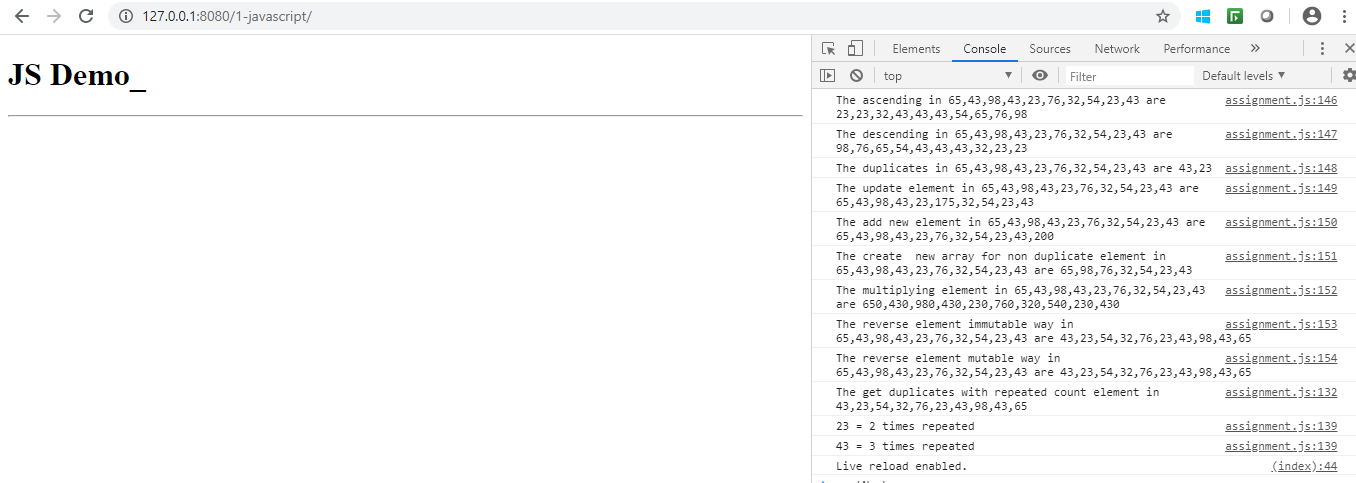 127.0.0.1:8080/1-javascript/
JS Demo_
Elements Console Sources Network Performance »
top Filter Default levels
The ascending in 65,43,98,43,23,76,32,54,23,43 are assignment.js:146
23,23,32,43,43,43,54,65,76,98
The descending in 65,43,98,43,23,76,32,54,23,43 are assignment.js:147
98,76,65,54,43,43,43,32,23,23
The duplicates in 65,43,98,43,23,76,32,54,23,43 are 43,23 assignment.js:148
The update element in 65,43,98,43,23,76,32,54,23,43 are assignment.js:149
65,43,98,43,23,175,32,54,23,43
The add new element in 65,43,98,43,23,76,32,54,23,43 are assignment.js:150
65,43,98,43,23,76,32,54,23,43,200
The create  new array for non duplicate element in assignment.js:151
65,43,98,43,23,76,32,54,23,43 are 65,98,76,32,54,23,43
The multiplying element in 65,43,98,43,23,76,32,54,23,43 assignment.js:152
are 650,430,980,430,230,760,320,540,230,430
The reverse element immutable way in assignment.js:153
65,43,98,43,23,76,32,54,23,43 are 43,23,54,32,76,23,43,98,43,65
The reverse element mutable way in assignment.js:154
65,43,98,43,23,76,32,54,23,43 are 43,23,54,32,76,23,43,98,43,65
The get duplicates with repeated count element in assignment.js:132
43,23,54,32,76,23,43,98,43,65
23 = 2 times repeated assignment.js:139
43 = 3 times repeated assignment.js:139
Live reload enabled. (index):44